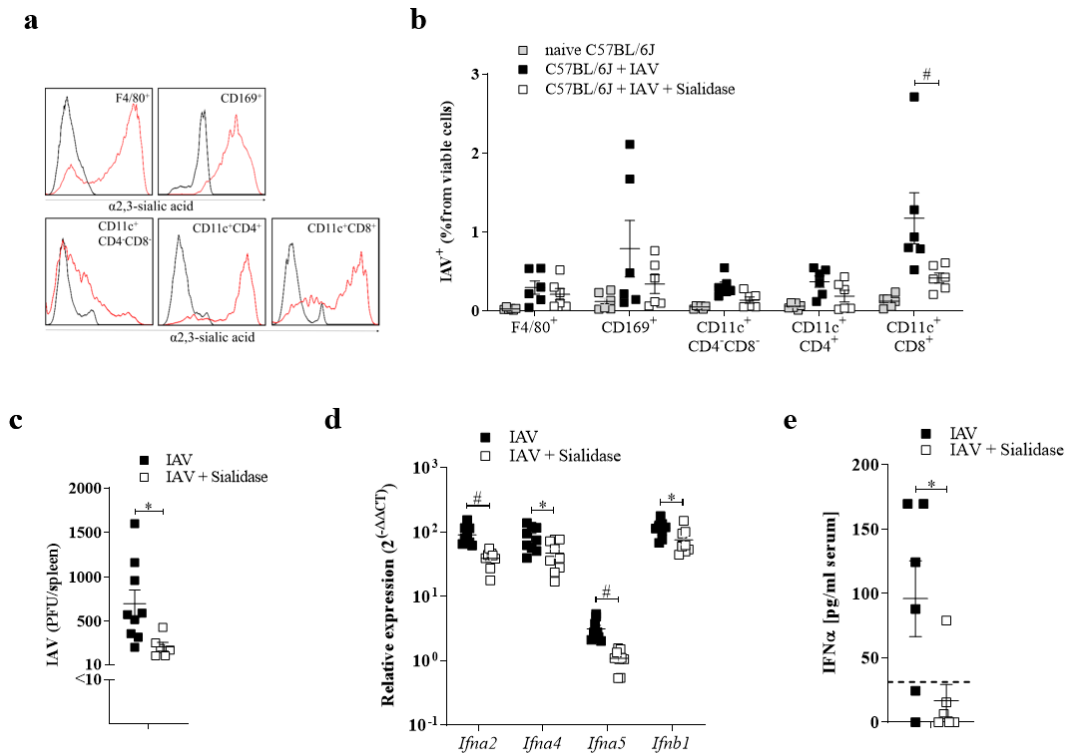 a
F4/80⁺
CD169⁺
α2,3-sialic acid
CD11c⁺
CD4⁻CD8⁻
CD11c⁺CD4⁺
CD11c⁺CD8⁺
α2,3-sialic acid
b
naive C57BL/6J
C57BL/6J + IAV
C57BL/6J + IAV + Sialidase
IAV⁺ (%from viable cells)
3
2
1
0
#
F4/80⁺
CD169⁺
CD11c⁺
CD4⁻CD8⁻
CD11c⁺
CD4⁺
CD11c⁺
CD8⁺
c
IAV
IAV + Sialidase
IAV (PFU/spleen)
2000
1500
1000
500
10
<10
*
d
IAV
IAV + Sialidase
Relative expression (2^(-ΔΔCT))
10³
10²
10¹
10⁰
10⁻¹
#
*
#
*
Ifna2
Ifna4
Ifna5
Ifnb1
e
IAV
IAV + Sialidase
IFNα [pg/ml serum]
200
150
100
50
0
*